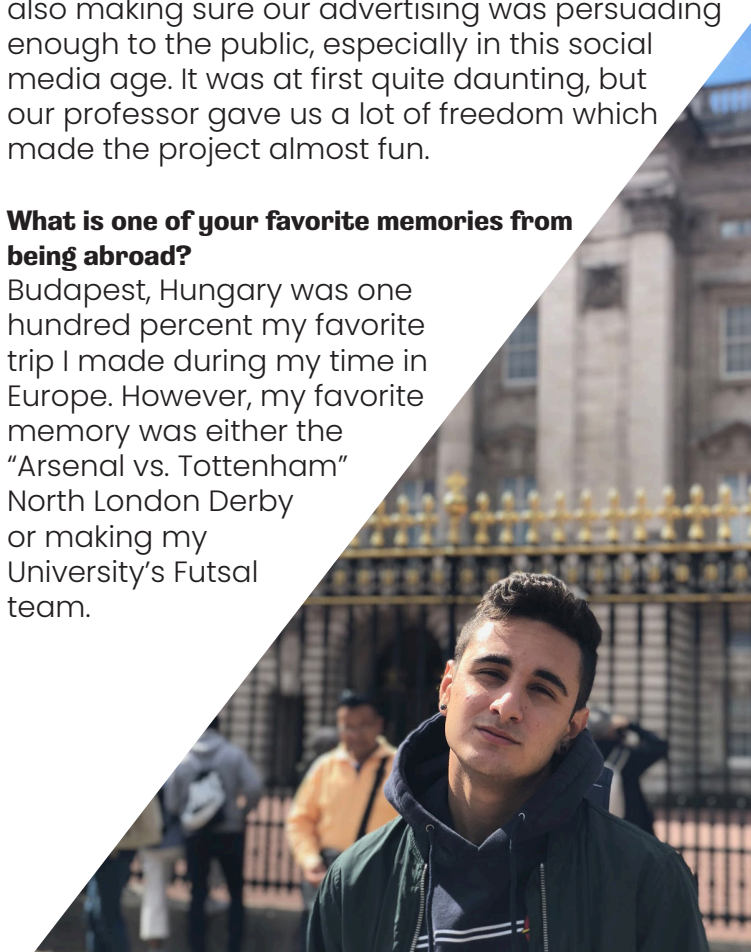 also making sure our advertising was persuading
enough to the public, especially in this social
media age. It was at first quite daunting, but
our professor gave us a lot of freedom which
made the project almost fun.
What is one of your favorite memories from
being abroad?
Budapest, Hungary was one
hundred percent my favorite
trip I made during my time in
Europe. However, my favorite
memory was either the
“Arsenal vs. Tottenham”
North London Derby
or making my
University’s Futsal
team.